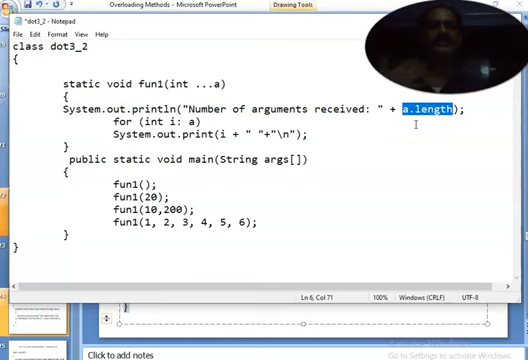 Overloading Methods - Microsoft PowerPoint
Drawing Tools
*dot3_2 - Notepad
File Edit Format View Help
class dot3_2
{
static void fun1(int ...a)
{
System.out.println("Number of arguments received: " + a.length);
for (int i: a)
System.out.print(i + " "+"\n");
}
public static void main(String args[])
{
fun1();
fun1(20);
fun1(10,200);
fun1(1, 2, 3, 4, 5, 6);
}
}
Ln 6, Col 71
100%
Windows (CRLF)
UTF-8
}
Activate Windows
Click to add notes
Go to Settings to activate Windows.